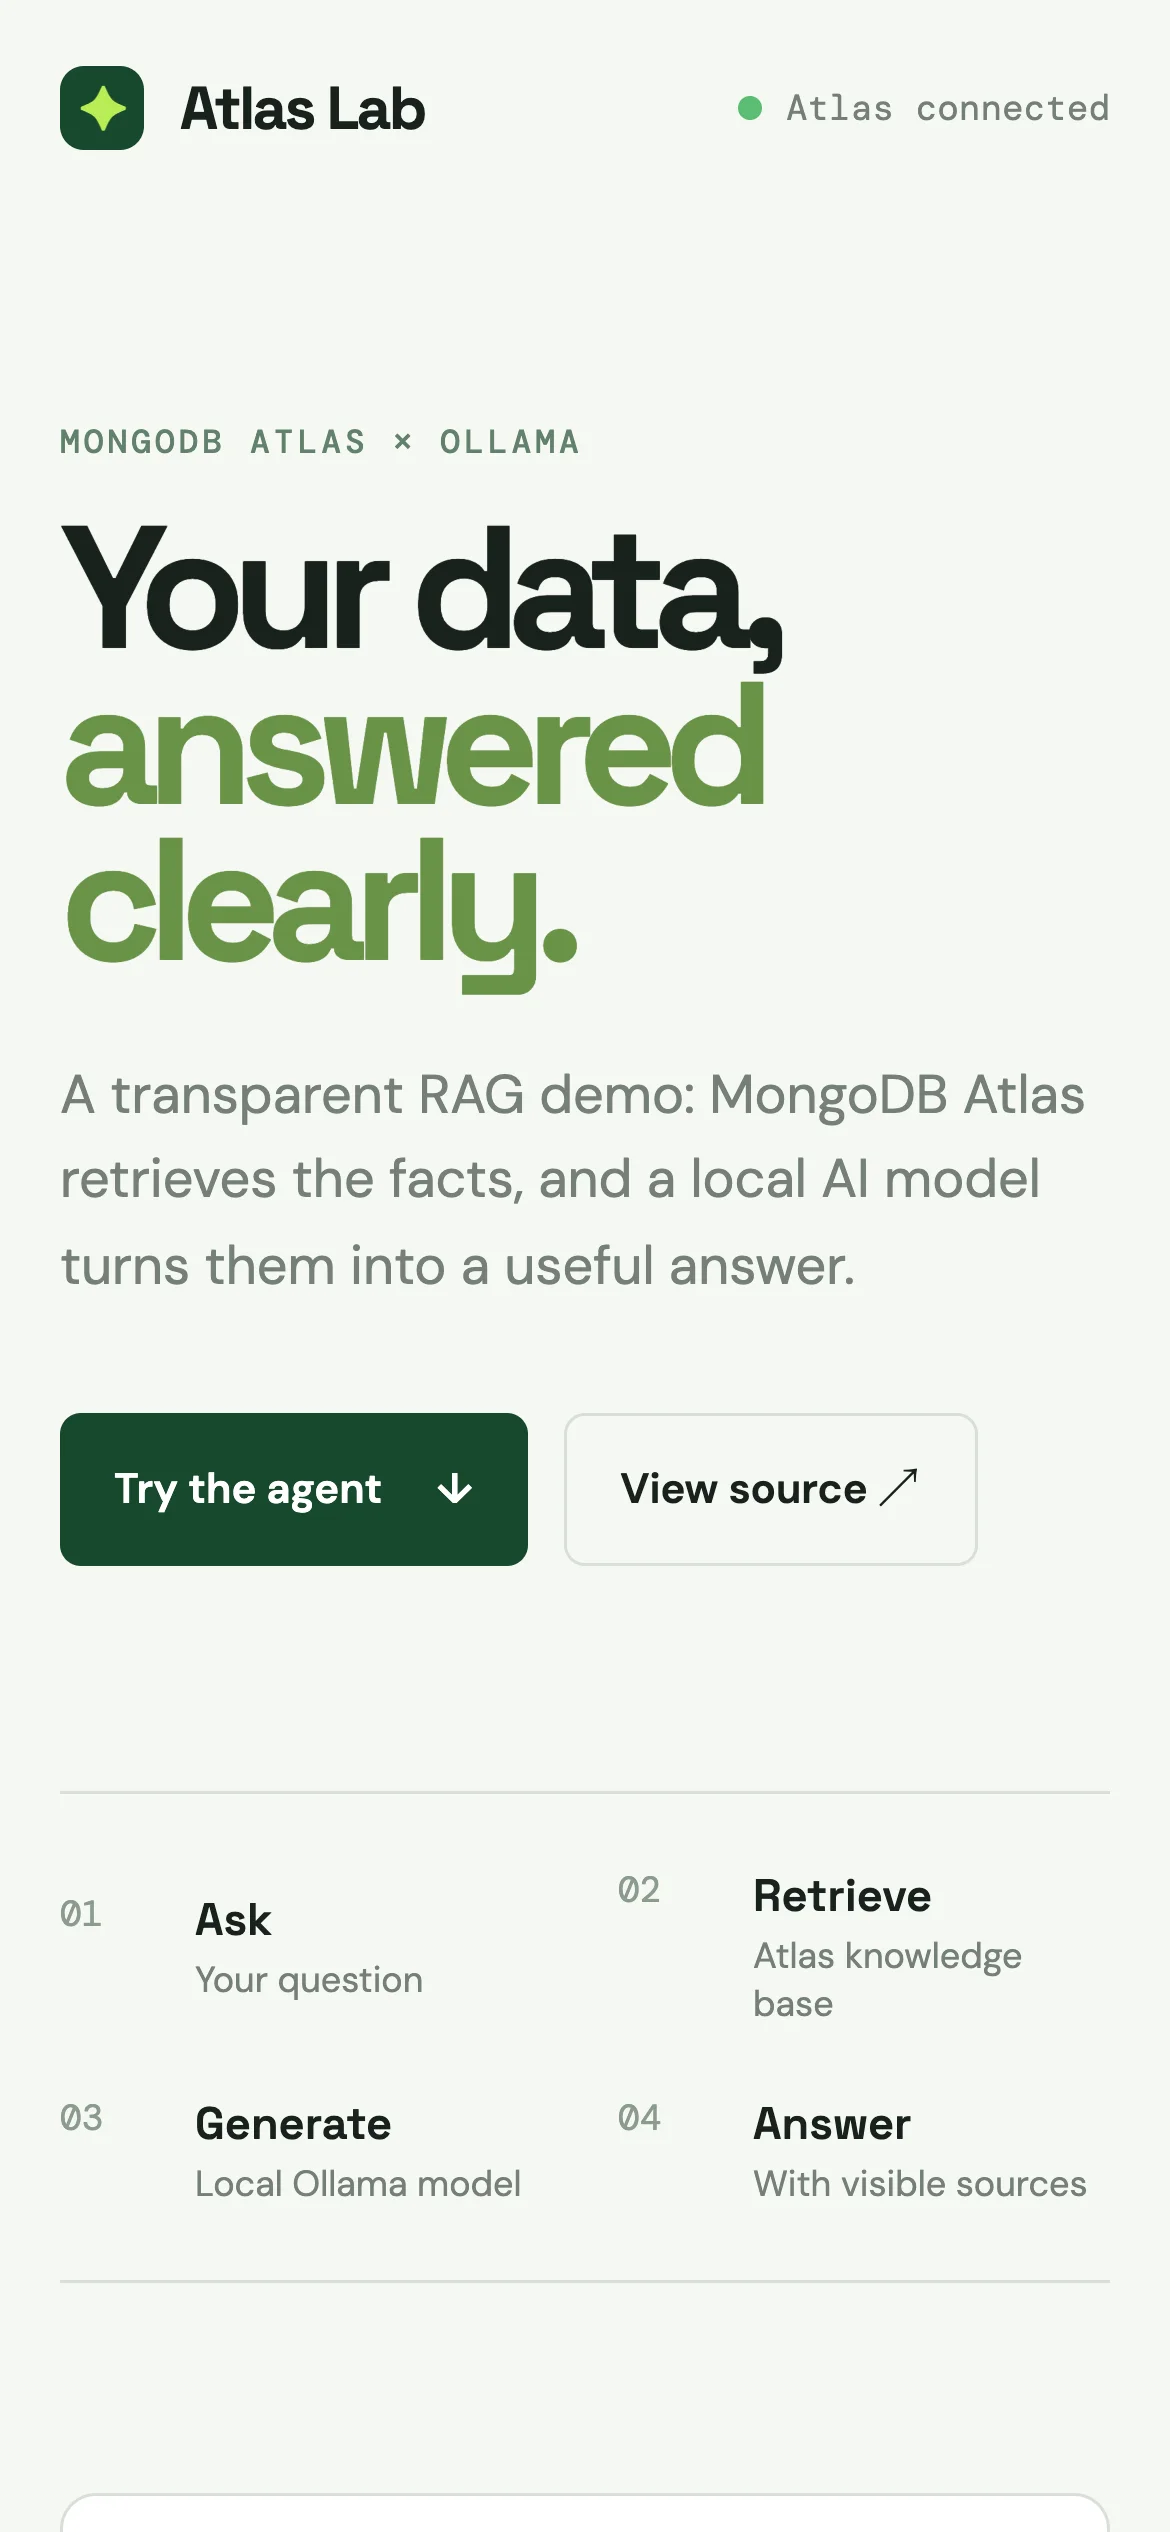 Atlas Lab
Atlas connected
MONGODB ATLAS × OLLAMA
Your data,
answered
clearly.
A transparent RAG demo: MongoDB Atlas
retrieves the facts, and a local AI model
turns them into a useful answer.
Try the agent ↓
View source ↗
01
Ask
Your question
02
Retrieve
Atlas knowledge
base
03
Generate
Local Ollama model
04
Answer
With visible sources